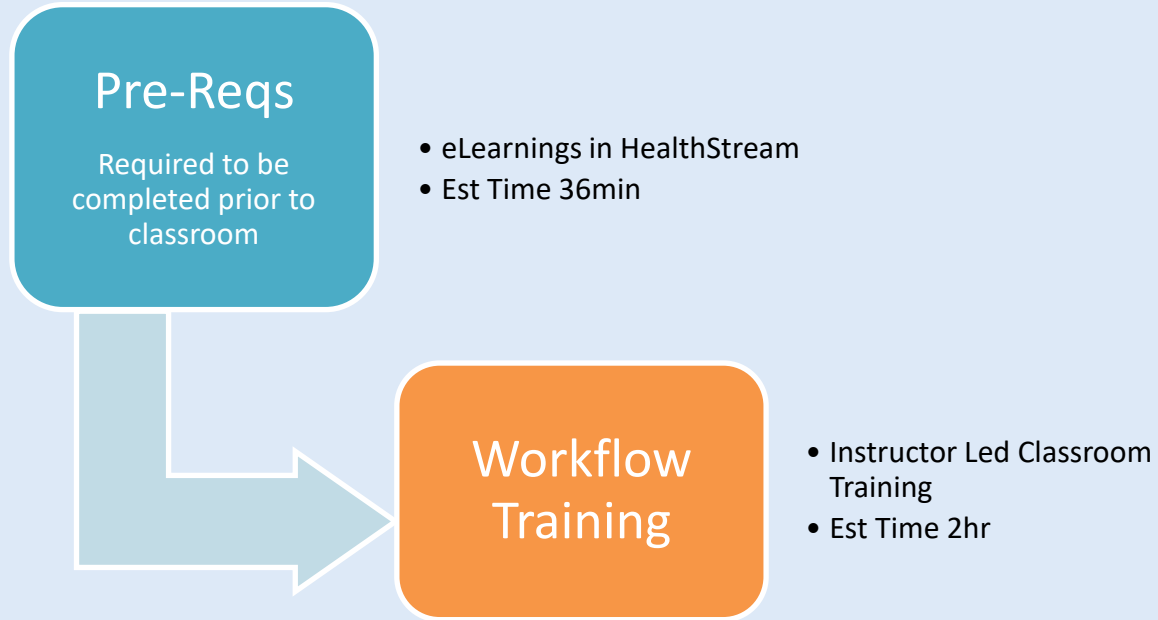 Pre-Reqs
Required to be
completed prior to
classroom
• eLearnings in HealthStream
• Est Time 36min
Workflow
Training
• Instructor Led Classroom
Training
• Est Time 2hr